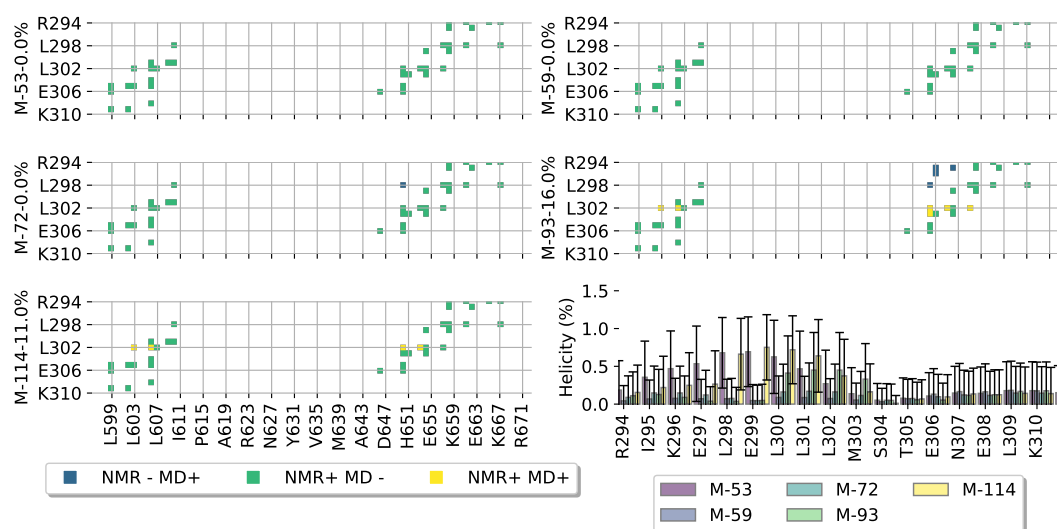 M-53-0.0%
R294
L298
L302
E306
K310
M-59-0.0%
R294
L298
L302
E306
K310
M-72-0.0%
R294
L298
L302
E306
K310
M-93-16.0%
R294
L298
L302
E306
K310
M-114-11.0%
R294
L298
L302
E306
K310
L599
L603
L607
I611
P615
A619
R623
N627
Y631
V635
M639
A643
D647
H651
E655
K659
E663
K667
R671
Helicity (%)
1.5
1.0
0.5
0.0
R294
I295
K296
E297
L298
E299
L300
L301
L302
M303
S304
T305
E306
N307
E308
L309
K310
NMR - MD+
NMR+ MD -
NMR+ MD+
M-53
M-72
M-114
M-59
M-93